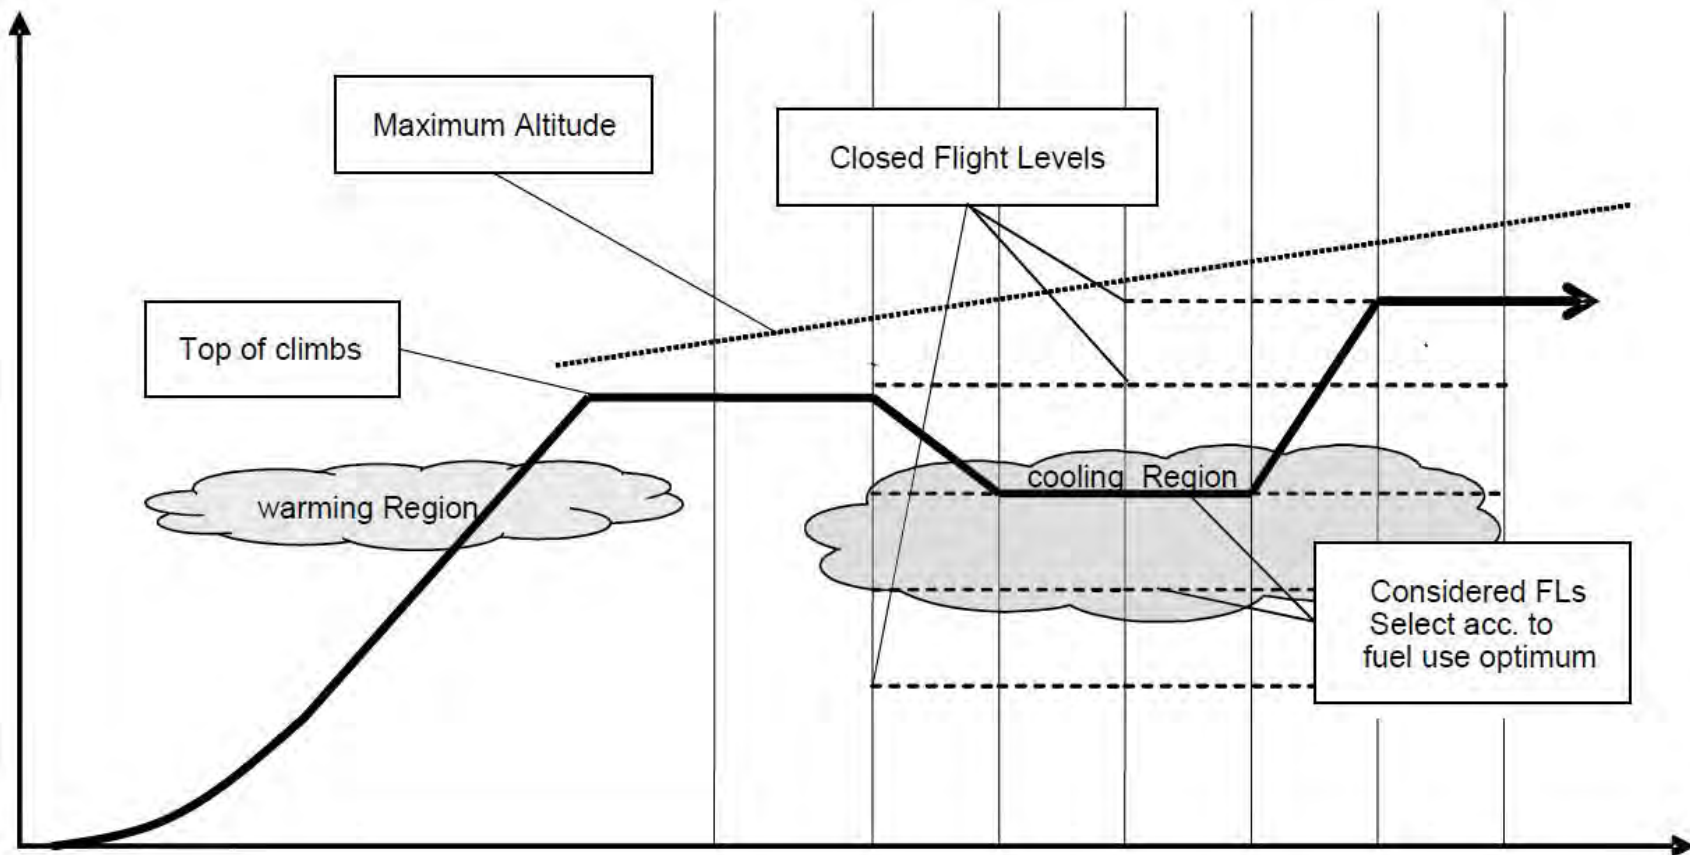 Maximum Altitude
Closed Flight Levels
Top of climbs
warming Region
cooling Region
Considered FLs
Select acc. to
fuel use optimum